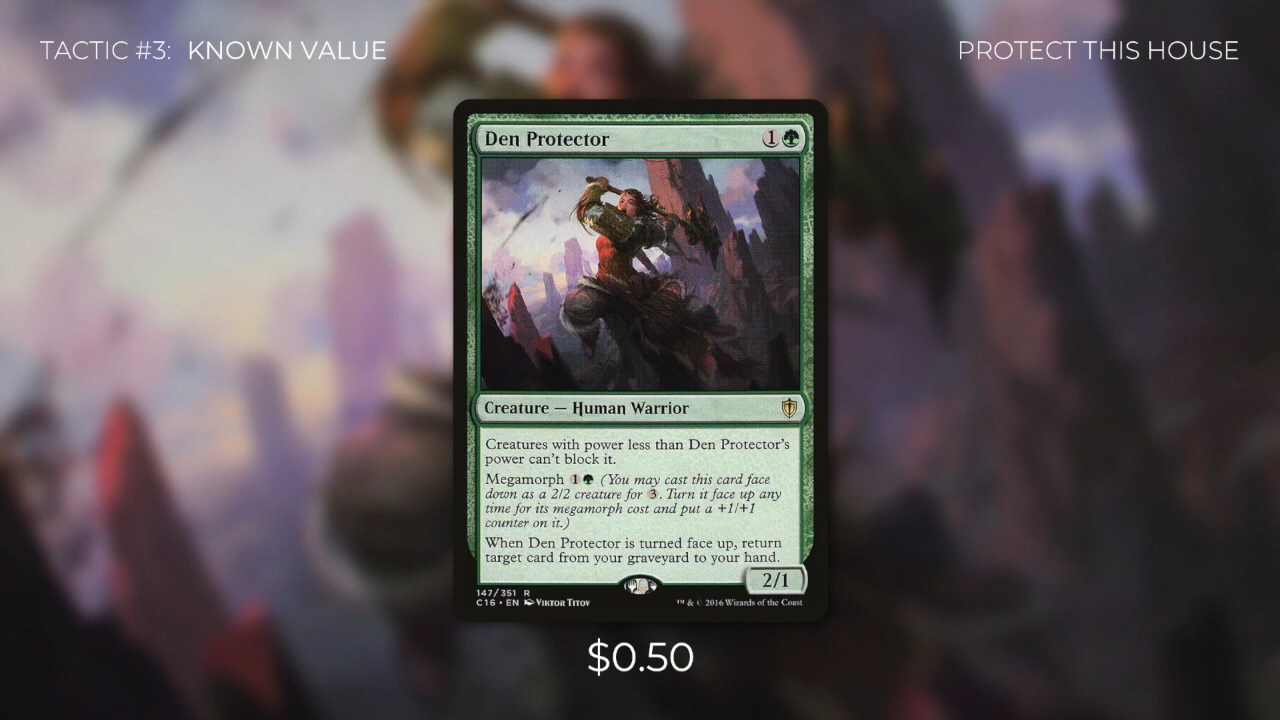 TACTIC #3: KNOWN VALUE
PROTECT THIS HOUSE
Den Protector 1
Creature — Human Warrior
Creatures with power less than Den Protector's
power can't block it.
Megamorph 1 (You may cast this card face
down as a 2/2 creature for 3. Turn it face up any
time for its megamorph cost and put a +1/+1
counter on it.)
When Den Protector is turned face up, return
target card from your graveyard to your hand.
2/1
147/351 R
C16 • EN Viktor Titov
™ & © 2016 Wizards of the Coast
$0.50